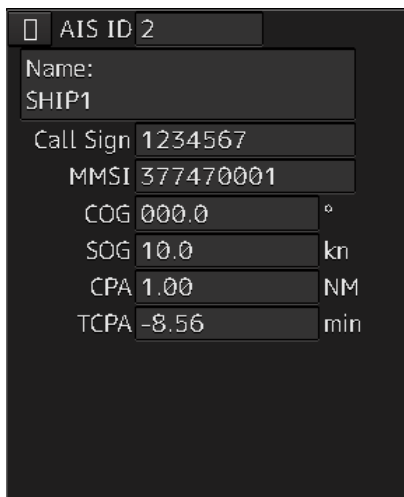 AIS ID 2
Name:
SHIP1
Call Sign 1234567
MMSI 377470001
COG 000.0 °
SOG 10.0 kn
CPA 1.00 NM
TCPA -8.56 min